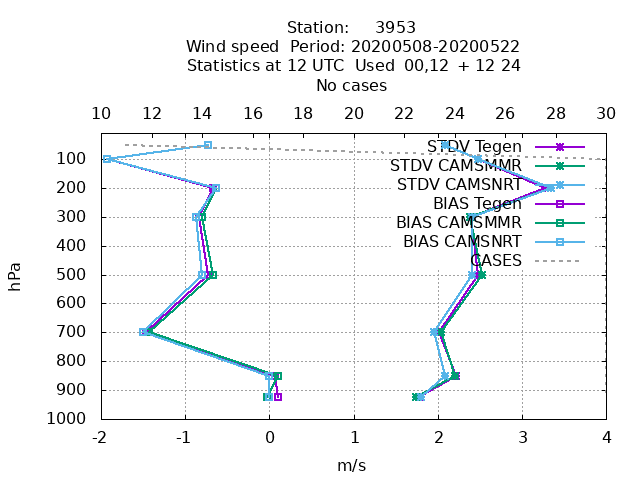 Station: 3953
Wind speed Period: 20200508-20200522
Statistics at 12 UTC Used 00,12 + 12 24
No cases
10 12 14 16 18 20 22 24 26 28 30
STDV Tegen
STDV CAMSMMR
STDV CAMSNRT
BIAS Tegen
BIAS CAMSMMR
BIAS CAMSNRT
CASES
100
200
300
400
500
600
700
800
900
1000
hPa
-2 -1 0 1 2 3 4
m/s